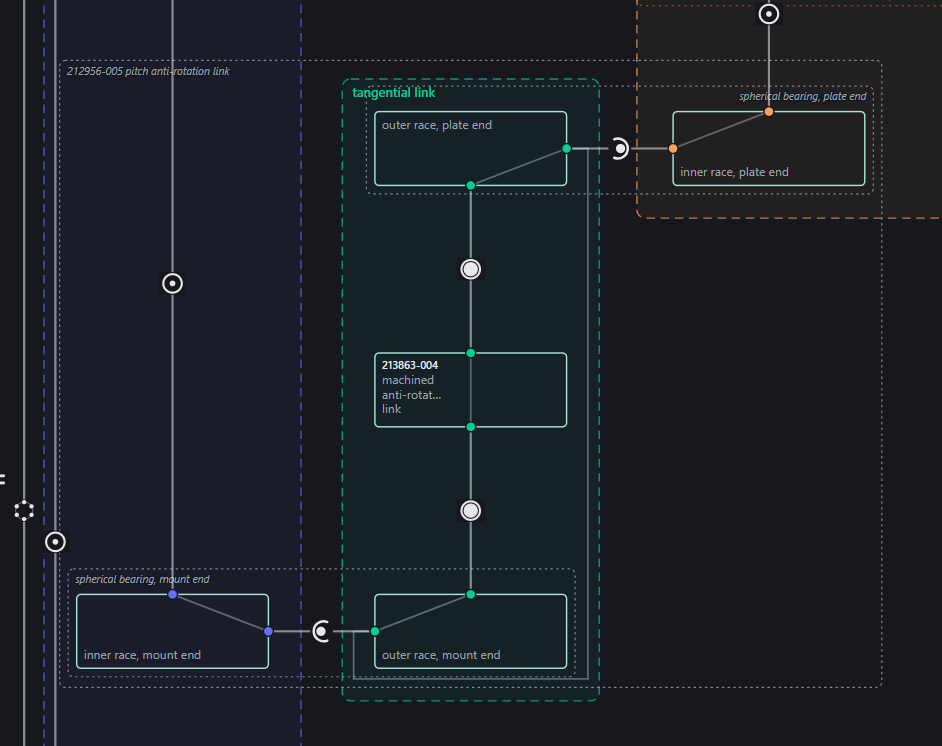 212956-005 pitch anti-rotation link
tangential link
spherical bearing, plate end
outer race, plate end
inner race, plate end
213863-004
machined
anti-rotat...
link
spherical bearing, mount end
inner race, mount end
outer race, mount end